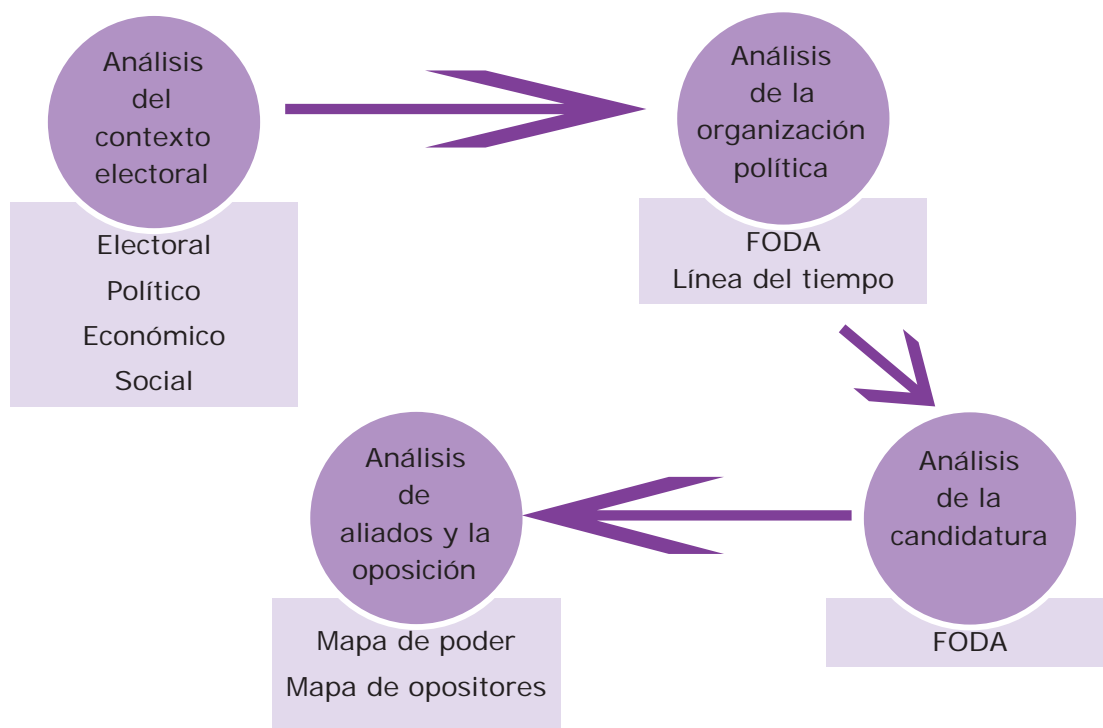 Análisis
del
contexto
electoral
Electoral
Político
Económico
Social
Análisis
de la
organización
política
FODA
Línea del tiempo
Análisis
de la
candidatura
FODA
Análisis
de
aliados y la
oposición
Mapa de poder
Mapa de opositores